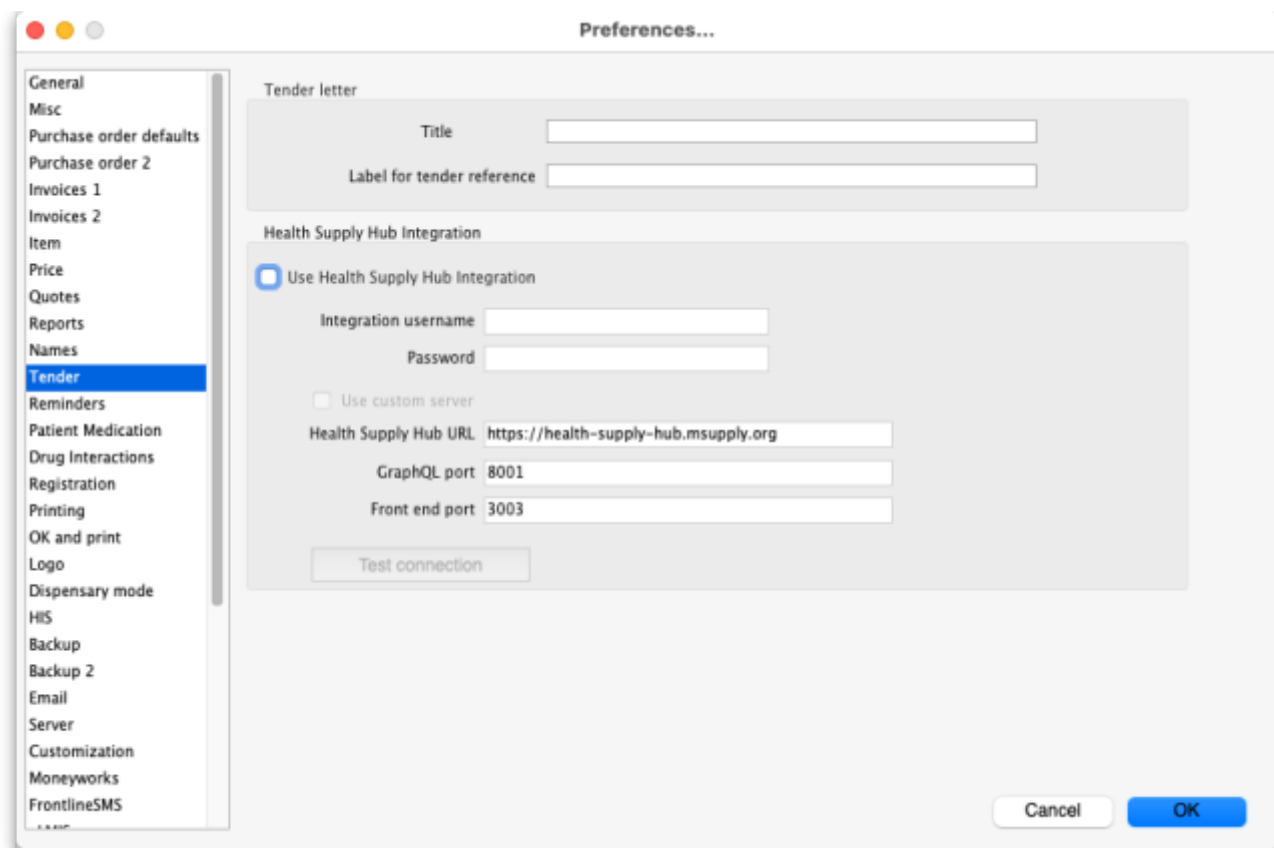 Preferences...
General
Misc
Purchase order defaults
Purchase order 2
Invoices 1
Invoices 2
Item
Price
Quotes
Reports
Names
Tender
Reminders
Patient Medication
Drug Interactions
Registration
Printing
OK and print
Logo
Dispensary mode
HIS
Backup
Backup 2
Email
Server
Customization
Moneyworks
FrontlineSMS
Tender letter
Title
Label for tender reference
Health Supply Hub Integration
Use Health Supply Hub Integration
Integration username
Password
Use custom server
Health Supply Hub URL https://health-supply-hub.msupply.org
GraphQL port 8001
Front end port 3003
Test connection
Cancel OK